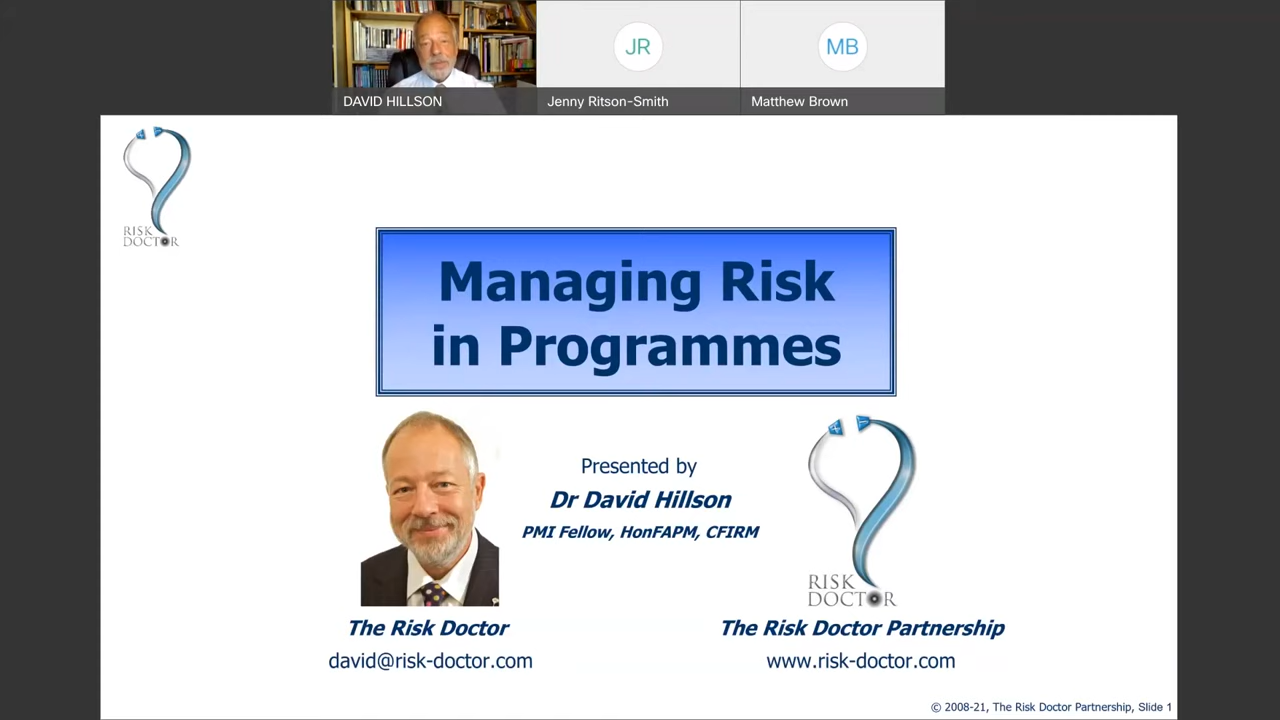 JR
MB
DAVID HILLSON
Jenny Ritson-Smith
Matthew Brown
RISK
DOCTOR
Managing Risk
in Programmes
Presented by
Dr David Hillson
PMI Fellow, HonFAPM, CFIRM
RISK
DOCTOR
The Risk Doctor
The Risk Doctor Partnership
david@risk-doctor.com
www.risk-doctor.com
© 2008-21, The Risk Doctor Partnership, Slide 1